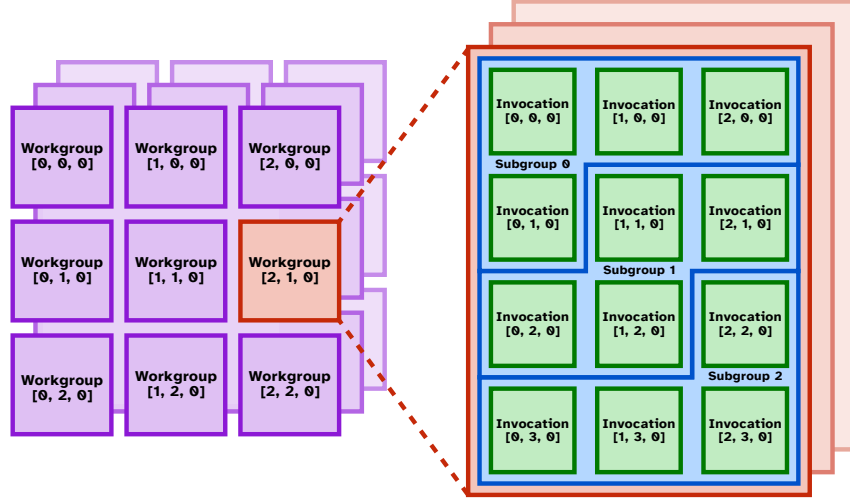 Workgroup
[0, 0, 0]
Workgroup
[1, 0, 0]
Workgroup
[2, 0, 0]
Workgroup
[0, 1, 0]
Workgroup
[1, 1, 0]
Workgroup
[2, 1, 0]
Workgroup
[0, 2, 0]
Workgroup
[1, 2, 0]
Workgroup
[2, 2, 0]
Invocation
[0, 0, 0]
Invocation
[1, 0, 0]
Invocation
[2, 0, 0]
Subgroup 0
Invocation
[0, 1, 0]
Invocation
[1, 1, 0]
Invocation
[2, 1, 0]
Subgroup 1
Invocation
[0, 2, 0]
Invocation
[1, 2, 0]
Invocation
[2, 2, 0]
Subgroup 2
Invocation
[0, 3, 0]
Invocation
[1, 3, 0]
Invocation
[2, 3, 0]